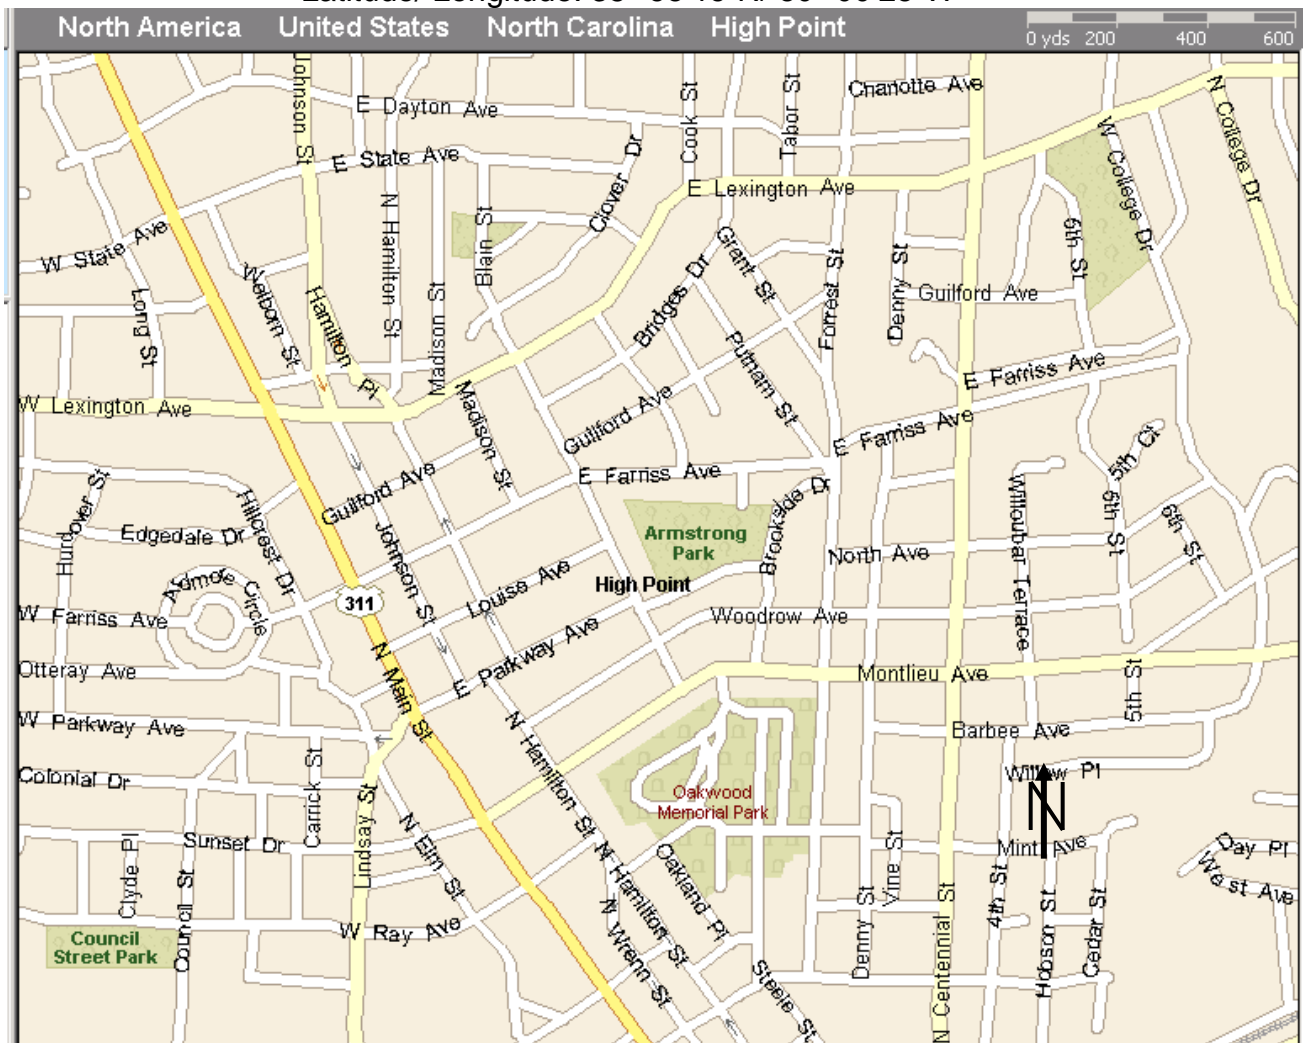 North America United States North Carolina High Point
0 yds 200 400 600
Johnson St
E Dayton Ave
Cook St
Tabor St
Charlotte Ave
N College Dr
W College Dr
E State Ave
Clover Dr
E Lexington Ave
W State Ave
N Hamilton St
Blain St
Grant St
6th St
Welborn St
Long St
Hamilton Pl
Madison St
Bridges Dr
Forrest St
Denny St
Guilford Ave
Putnam St
E Farriss Ave
W Lexington Ave
Madison St
Guilford Ave
E Farriss Ave
5th Ct
Guilford Ave
E Farriss Ave
Hurdover St
Hillcrest Dr
Edgedale Dr
Armstrong
Park
Brookside Dr
North Ave
Willoubar Terrace
6th St
6th St
Johnson St
Louise Ave
High Point
Admore Circle
311
W Farriss Ave
Woodrow Ave
E Parkway Ave
Otteray Ave
N Main St
Montlieu Ave
5th St
W Parkway Ave
N Hamilton St
Barbee Ave
Colonial Dr
Carrick St
Lindsay St
Oakwood
Memorial Park
Willow Pl
N
Sunset Dr
N Elm St
Mint Ave
Day Pl
West Ave
Clyde Pl
Council St
N Hamilton St
Oakland Pl
Vine St
Denny St
N Centennial St
4th St
Hobson St
Cedar St
W Ray Ave
Council
Street Park
N Wrenn St
Steele St